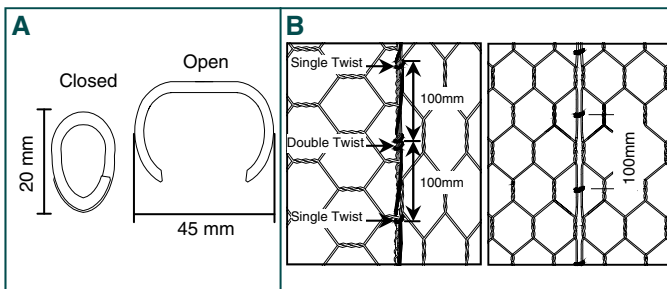 A
Closed
Open
20 mm
45 mm
B
Single Twist
100mm
Double Twist
100mm
Single Twist
100mm